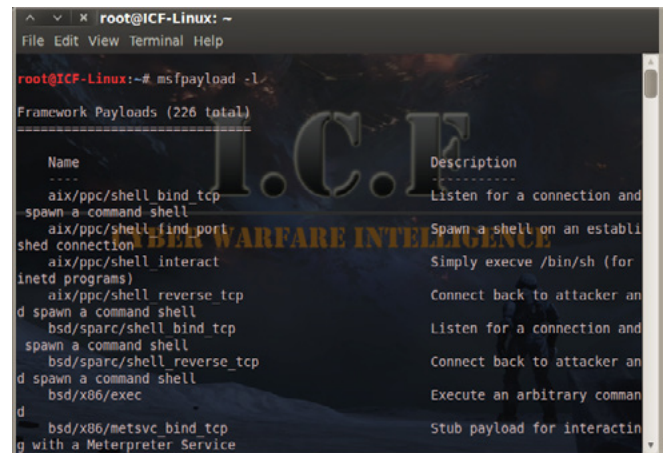 root@ICF-Linux: ~
File Edit View Terminal Help
root@ICF-Linux:~# msfpayload -l
Framework Payloads (226 total)
==============================
Name Description
---- -----------
aix/ppc/shell_bind_tcp Listen for a connection and
spawn a command shell
aix/ppc/shell_find_port Spawn a shell on an establi
shed connection
aix/ppc/shell_interact Simply execve /bin/sh (for
inetd programs)
aix/ppc/shell_reverse_tcp Connect back to attacker an
d spawn a command shell
bsd/sparc/shell_bind_tcp Listen for a connection and
spawn a command shell
bsd/sparc/shell_reverse_tcp Connect back to attacker an
d spawn a command shell
bsd/x86/exec Execute an arbitrary comman
d
bsd/x86/metsvc_bind_tcp Stub payload for interactin
g with a Meterpreter Service
I.C.F
CYBER WARFARE INTELLIGENCE